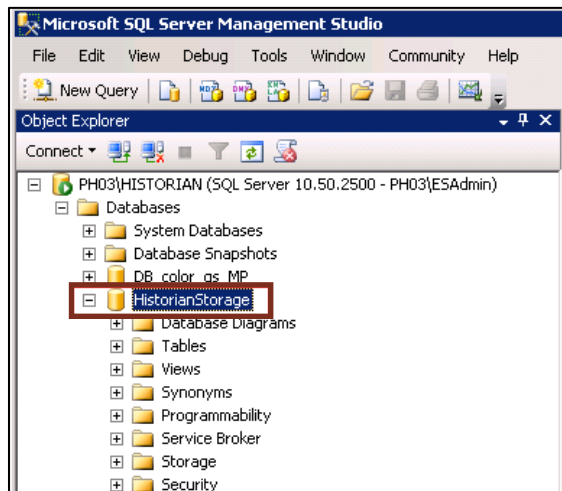 Microsoft SQL Server Management Studio
File Edit View Debug Tools Window Community Help
New Query
Object Explorer
Connect
PH03\HISTORIAN (SQL Server 10.50.2500 - PH03\ESAdmin)
Databases
System Databases
Database Snapshots
DB_color_qs_MP
HistorianStorage
Database Diagrams
Tables
Views
Synonyms
Programmability
Service Broker
Storage
Security